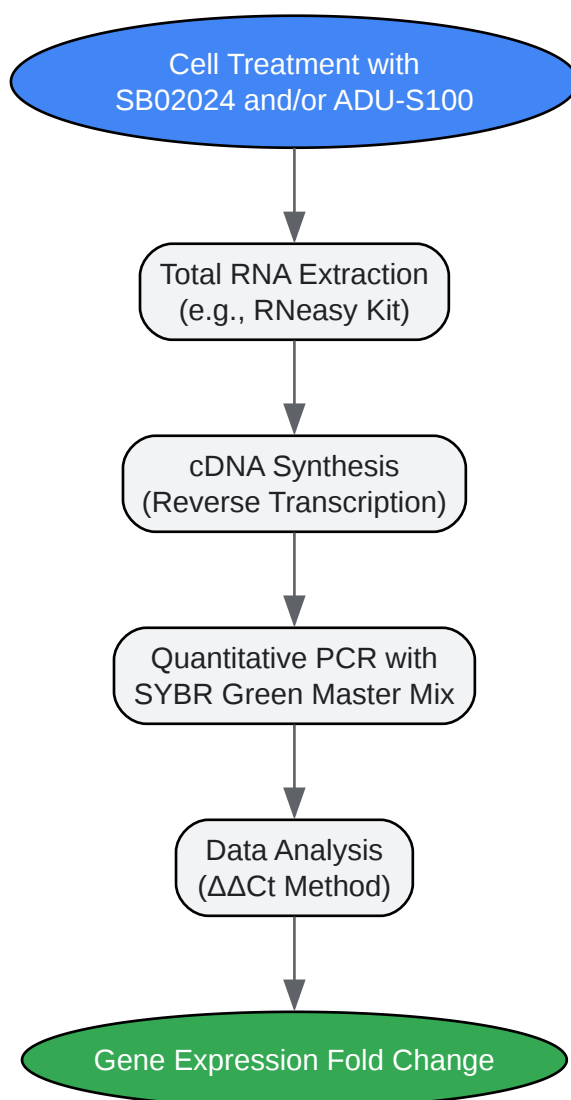 Cell Treatment with
SB02024 and/or ADU-S100
Total RNA Extraction
(e.g., RNeasy Kit)
cDNA Synthesis
(Reverse Transcription)
Quantitative PCR with
SYBR Green Master Mix
Data Analysis
(ΔΔCt Method)
Gene Expression Fold Change